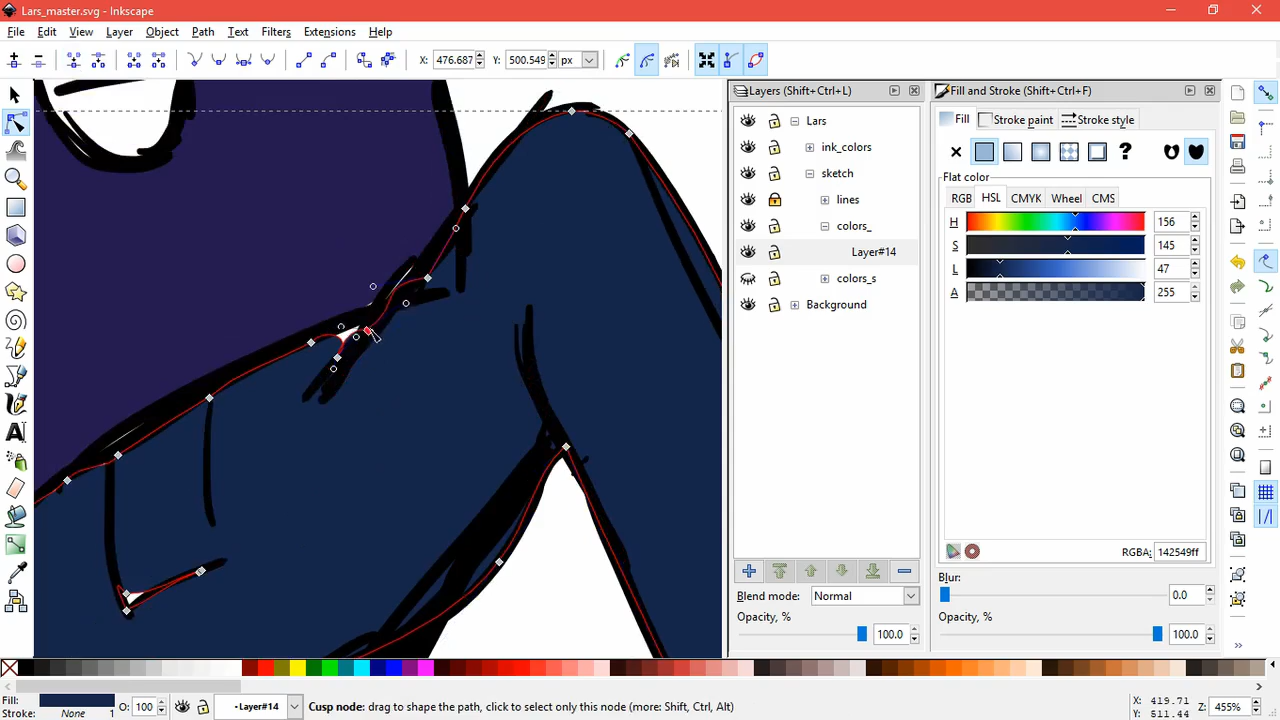 Lars_master.svg - Inkscape
File Edit View Layer Object Path Text Filters Extensions Help
X: 476.687 Y: 500.549 px
Layers (Shift+Ctrl+L)
Lars
ink_colors
sketch
lines
colors_
Layer#14
colors_s
Background
Blend mode: Normal
Opacity, % 100.0
Fill and Stroke (Shift+Ctrl+F)
Fill Stroke paint Stroke style
Flat color
RGB HSL CMYK Wheel CMS
H 156
S 145
L 47
A 255
RGBA: 142549ff
Blur:
0.0
Opacity, %
100.0
Fill: O: 100 Layer#14 Cusp node: drag to shape the path, click to select only this node (more: Shift, Ctrl, Alt) X: 419.71 Z: 455%
Stroke: None 1 Y: 511.44